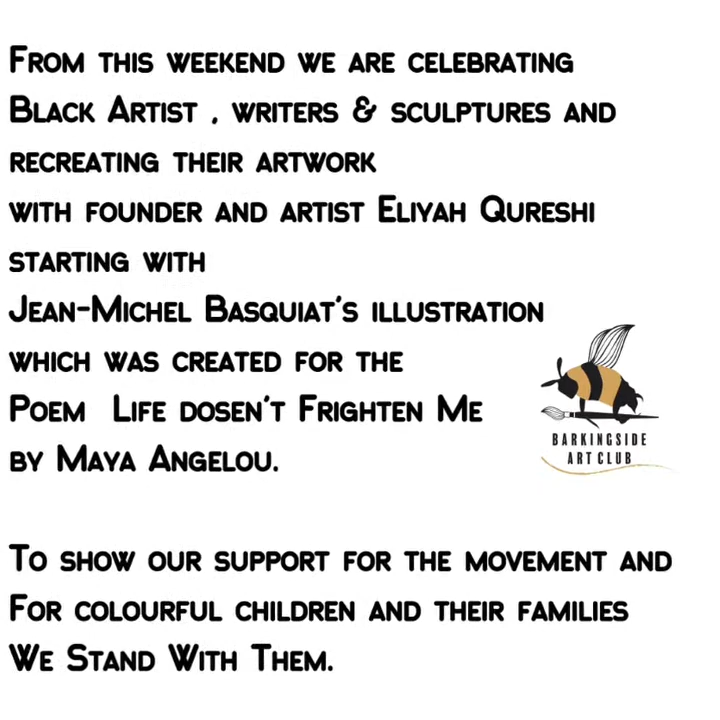 From this weekend we are celebrating
Black Artist , writers & sculptures and
recreating their artwork
with founder and artist Eliyah Qureshi
starting with
Jean-Michel Basquiat's illustration
which was created for the
Poem Life dosen't Frighten Me
by Maya Angelou.
BARKINGSIDE
ART CLUB
To show our support for the movement and
For colourful children and their families
We Stand With Them.